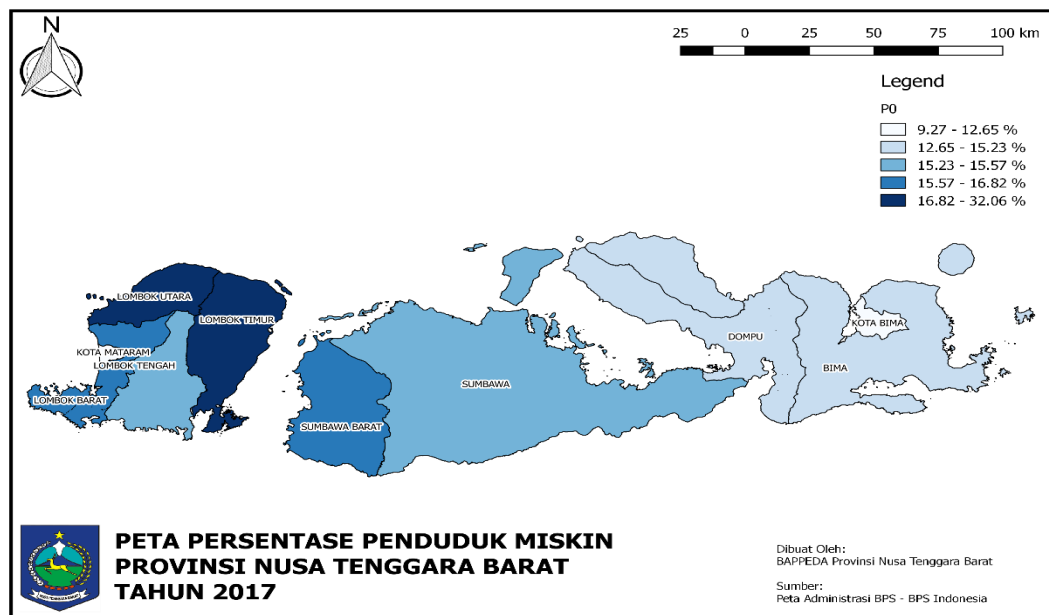 N
25 0 25 50 75 100 km
Legend
P0
9.27 - 12.65 %
12.65 - 15.23 %
15.23 - 15.57 %
15.57 - 16.82 %
16.82 - 32.06 %
LOMBOK UTARA
LOMBOK TIMUR
KOTA MATARAM
LOMBOK TENGAH
LOMBOK BARAT
SUMBAWA BARAT
SUMBAWA
DOMPU
KOTA BIMA
BIMA
PETA PERSENTASE PENDUDUK MISKIN
PROVINSI NUSA TENGGARA BARAT
TAHUN 2017
Dibuat Oleh:
BAPPEDA Provinsi Nusa Tenggara Barat
Sumber:
Peta Administrasi BPS - BPS Indonesia